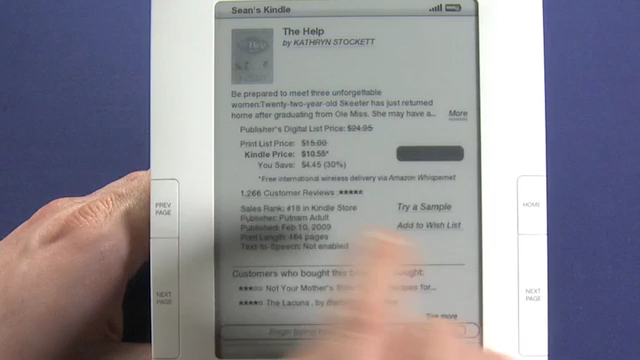 Sean's Kindle
The Help
by KATHRYN STOCKETT
Be prepared to meet three unforgettable
women:Twenty-two-year-old Skeeter has just returned
home after graduating from Ole Miss. She may have a... More
Publisher's Digital List Price: $24.95
Print List Price: $15.00
Kindle Price: $10.55*
You Save: $4.45 (30%)
*Free international wireless delivery via Amazon Whispernet
1,266 Customer Reviews
Sales Rank: #18 in Kindle Store Try a Sample
Publisher: Putnam Adult
Published: Feb 10, 2009 Add to Wish List
Print Length: 464 pages
Text-to-Speech: Not enabled
Customers who bought this bought:
Not Your Mother's for...
The Lacuna , by
See more
Begin typing
PREV
PAGE
NEXT
PAGE
HOME
NEXT
PAGE